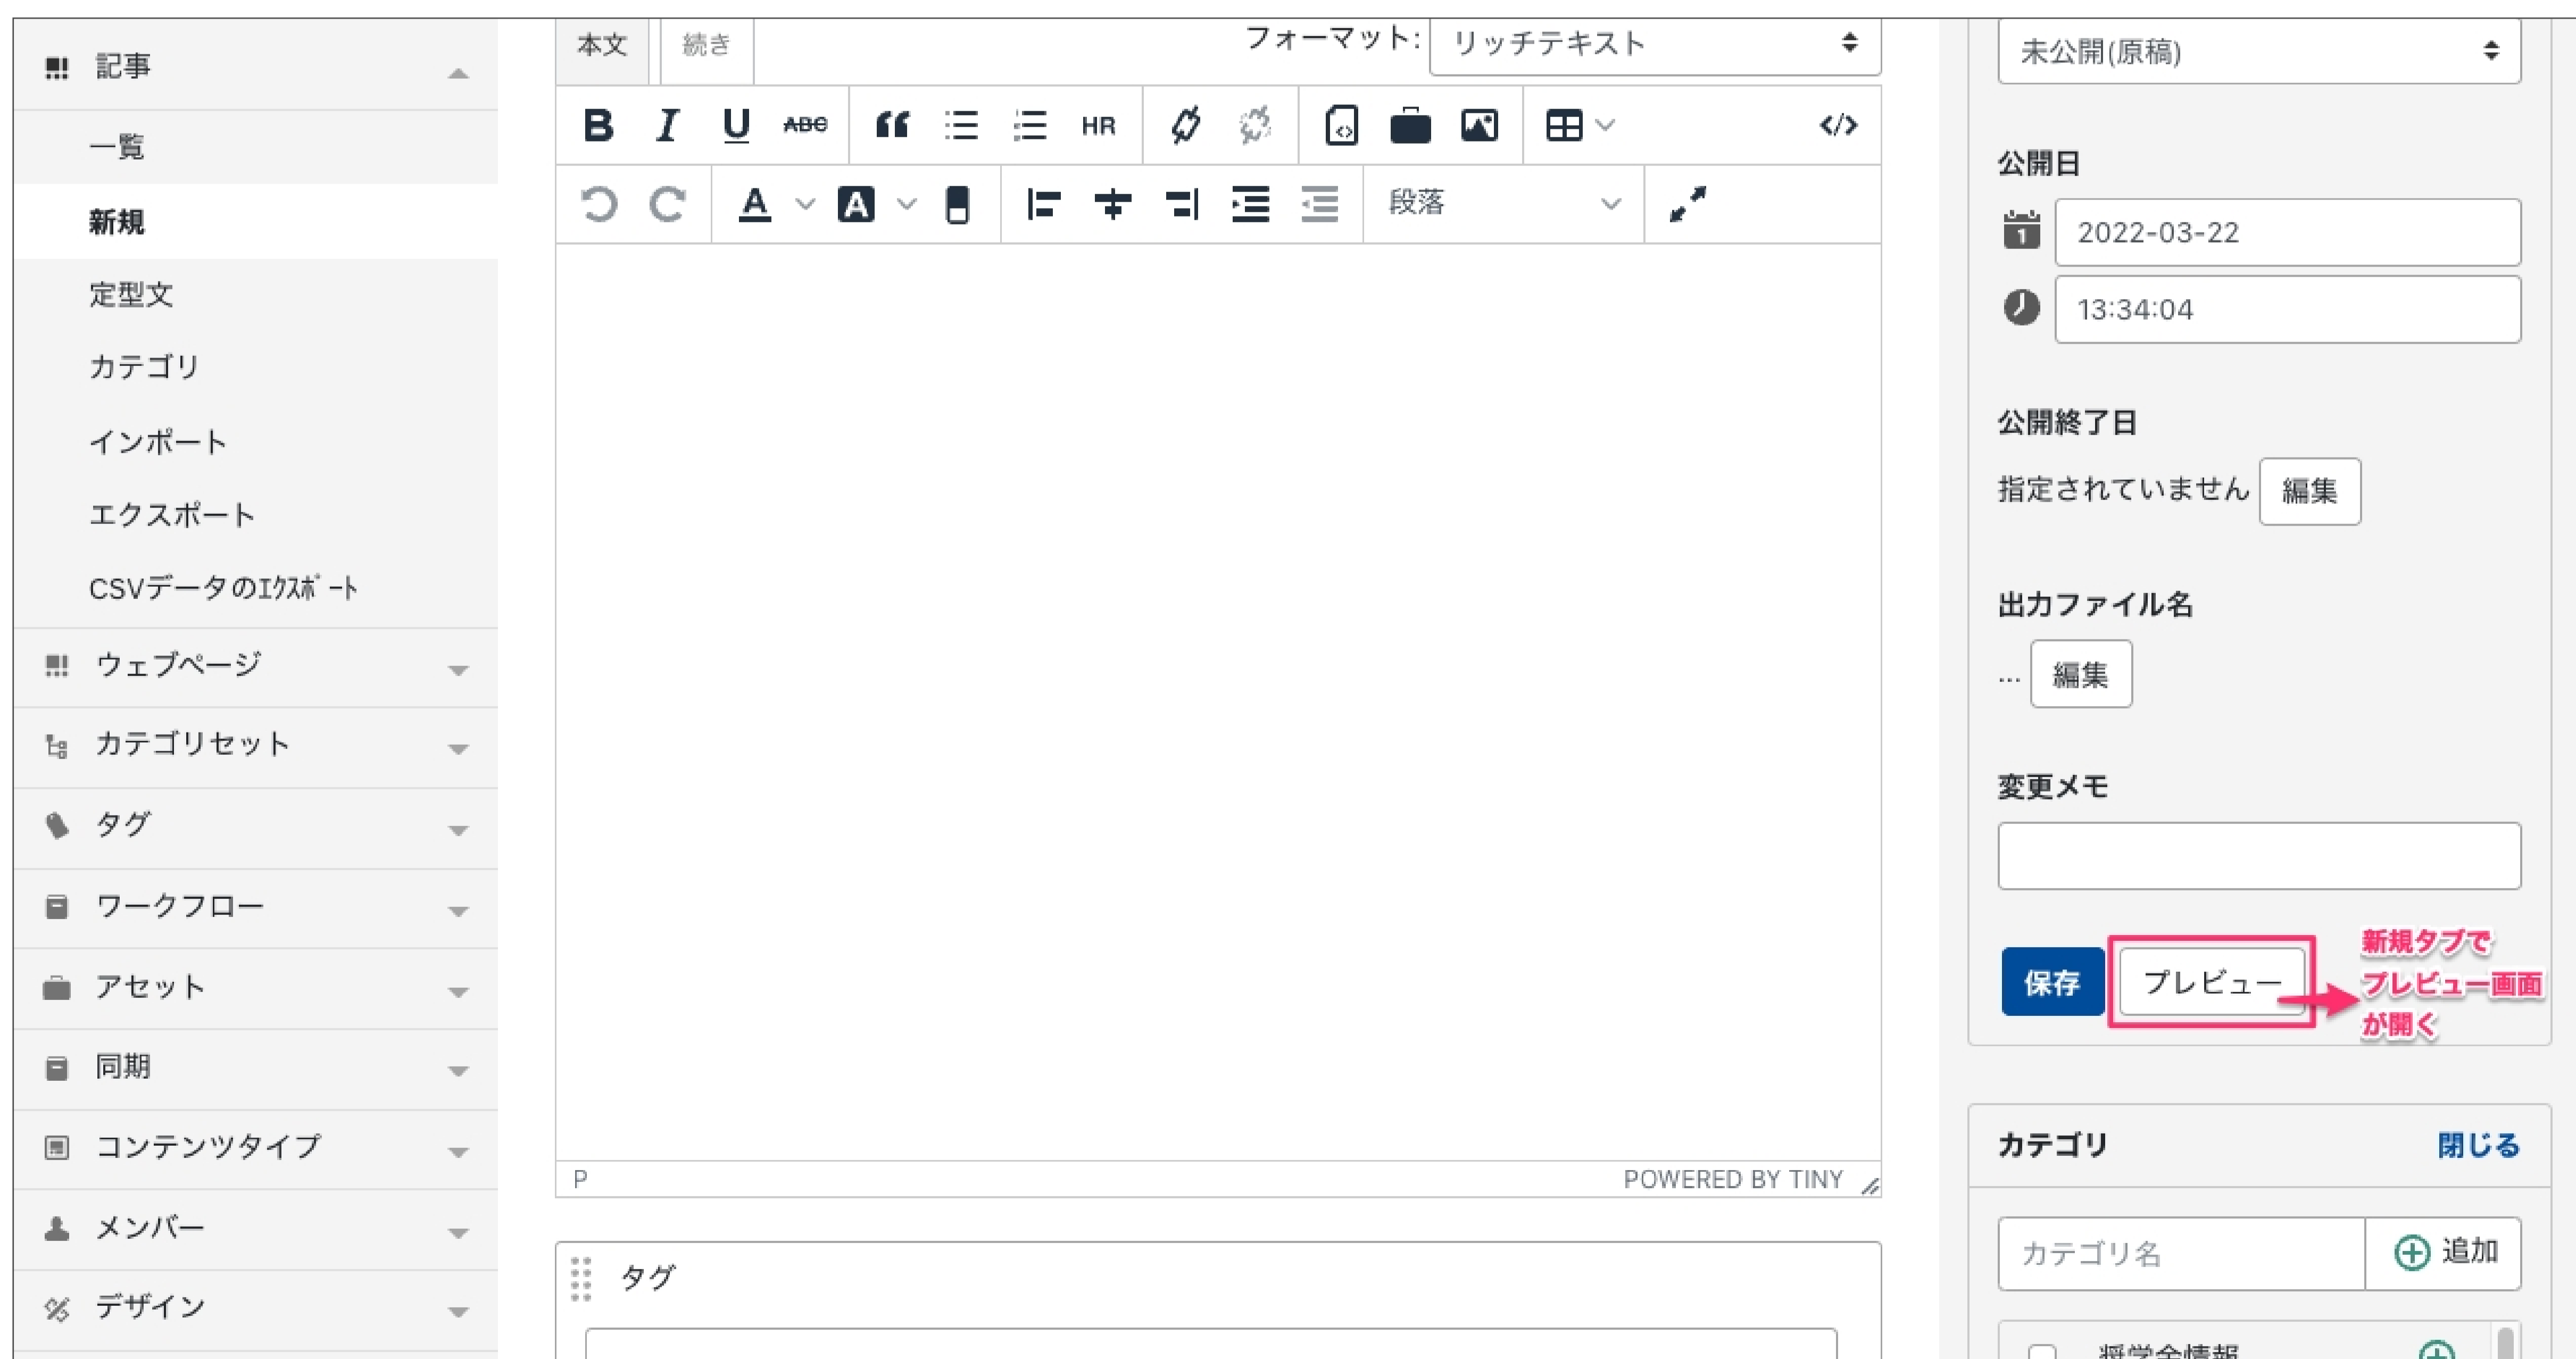 記事
一覧
新規
定型文
カテゴリ
インポート
エクスポート
CSVデータのｴｸｽﾎﾟｰﾄ
ウェブページ
カテゴリセット
タグ
ワークフロー
アセット
同期
コンテンツタイプ
メンバー
デザイン
本文 続き フォーマット: リッチテキスト
B I U ABC HR </>
A A 段落
P POWERED BY TINY
タグ
未公開(原稿)
公開日
1 2022-03-22
13:34:04
公開終了日
指定されていません 編集
出力ファイル名
... 編集
変更メモ
保存 プレビュー
新規タブで
プレビュー画面
が開く
カテゴリ 閉じる
カテゴリ名 追加
奨学金情報